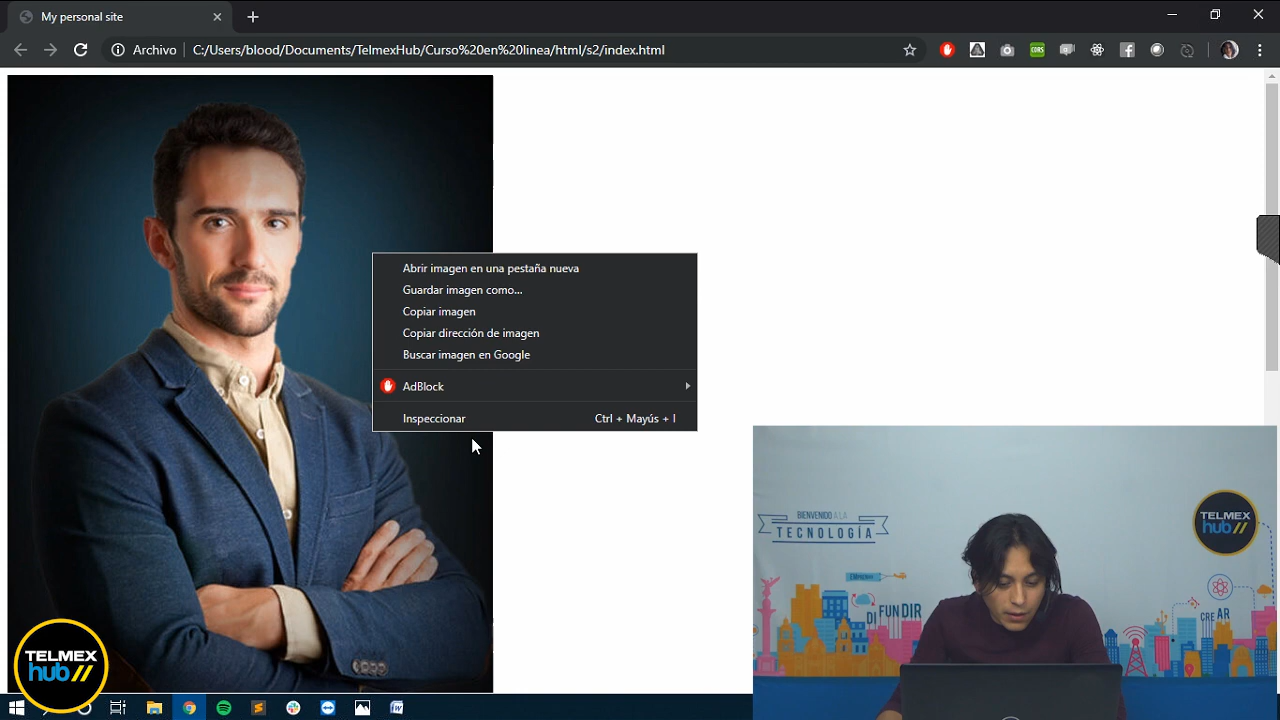 My personal site
Archivo
C:/Users/blood/Documents/TelmexHub/Curso%20en%20linea/html/s2/index.html
CORS
Abrir imagen en una pestaña nueva
Guardar imagen como...
Copiar imagen
Copiar dirección de imagen
Buscar imagen en Google
AdBlock
Inspeccionar Ctrl + Mayús + I
BIENVENIDO A LA
TECNOLOGÍA
TELMEX
hub
DIFUNDIR
CREAR
TELMEX
hub